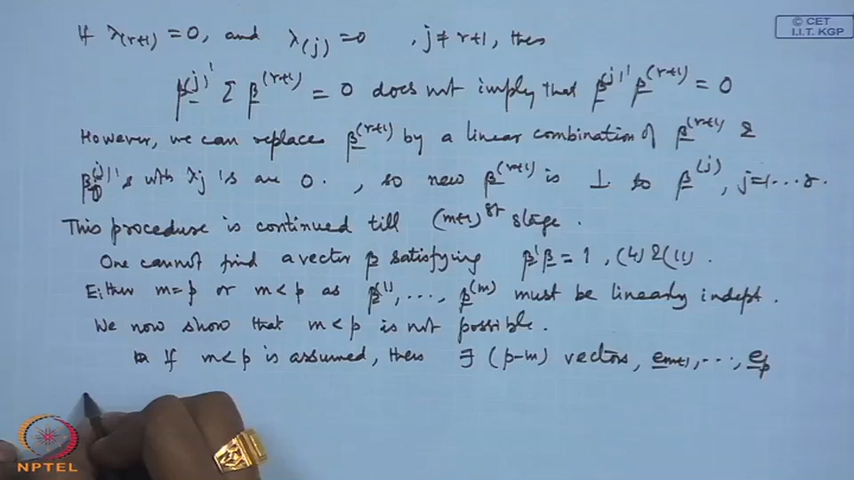 © CET
I.I.T. KGP
If λ(r+1) = 0, and λ(j) = 0 , j ≠ r+1, then
β(j)' Σ β(r+1) = 0 does not imply that β(j)' β(r+1) = 0
However, we can replace β(r+1) by a linear combination of β(r+1) &
β(j)'s with λj's are 0. , so new β(r+1) is ⊥ to β(j), j=1...r.
This procedure is continued till (m+1)st stage.
One cannot find a vector β satisfying β'β = 1, (4) & (11).
Either m=p or m<p as β(1), ..., β(m) must be linearly indept.
We now show that m<p is not possible.
If m<p is assumed, then ∃ (p-m) vectors, em+1, ..., ep
NPTEL